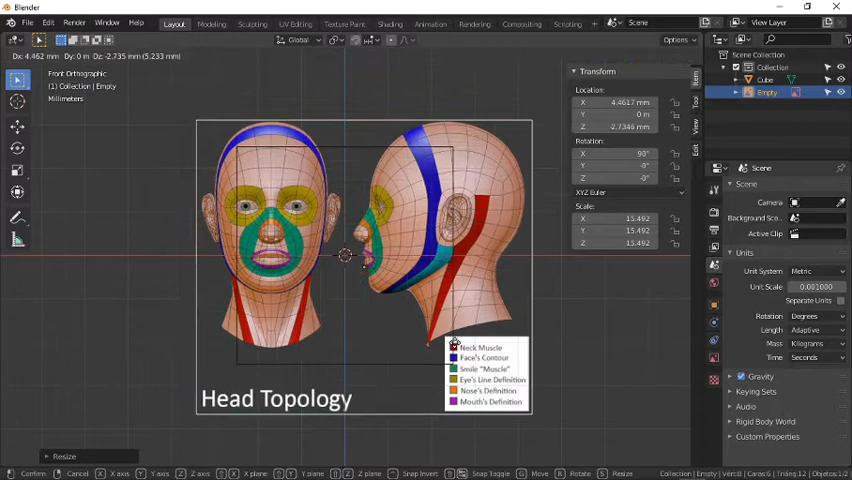 Blender
File Edit Render Window Help
Layout Modeling Sculpting UV Editing Texture Paint Shading Animation Rendering Compositing Scripting
Scene
View Layer
Global
Options
Dx: 4.462 mm Dy: 0 m Dz: -2.735 mm (5.233 mm)
Front Orthographic
(1) Collection | Empty
Millimeters
Transform
Location:
X 4.4617 mm
Y 0 m
Z -2.7346 mm
Rotation:
X 90°
Y -0°
Z -0°
XYZ Euler
Scale:
X 15.492
Y 15.492
Z 15.492
Item
Tool
View
Edit
Scene Collection
Collection
Cube
Empty
Scene
Scene
Camera
Background Sce..
Active Clip
Units
Unit System Metric
Unit Scale 0.001000
Separate Units
Rotation Degrees
Length Adaptive
Mass Kilograms
Time Seconds
Gravity
Keying Sets
Audio
Rigid Body World
Custom Properties
Neck Muscle
Face's Contour
Smile "Muscle"
Eye's Line Definition
Nose's Definition
Mouth's Definition
Head Topology
Resize
Confirm Cancel X X axis Y Y axis Z Z axis X X plane Y Y plane Z Z plane Snap Invert Snap Toggle G Move R Rotate S Resize
Collection | Empty